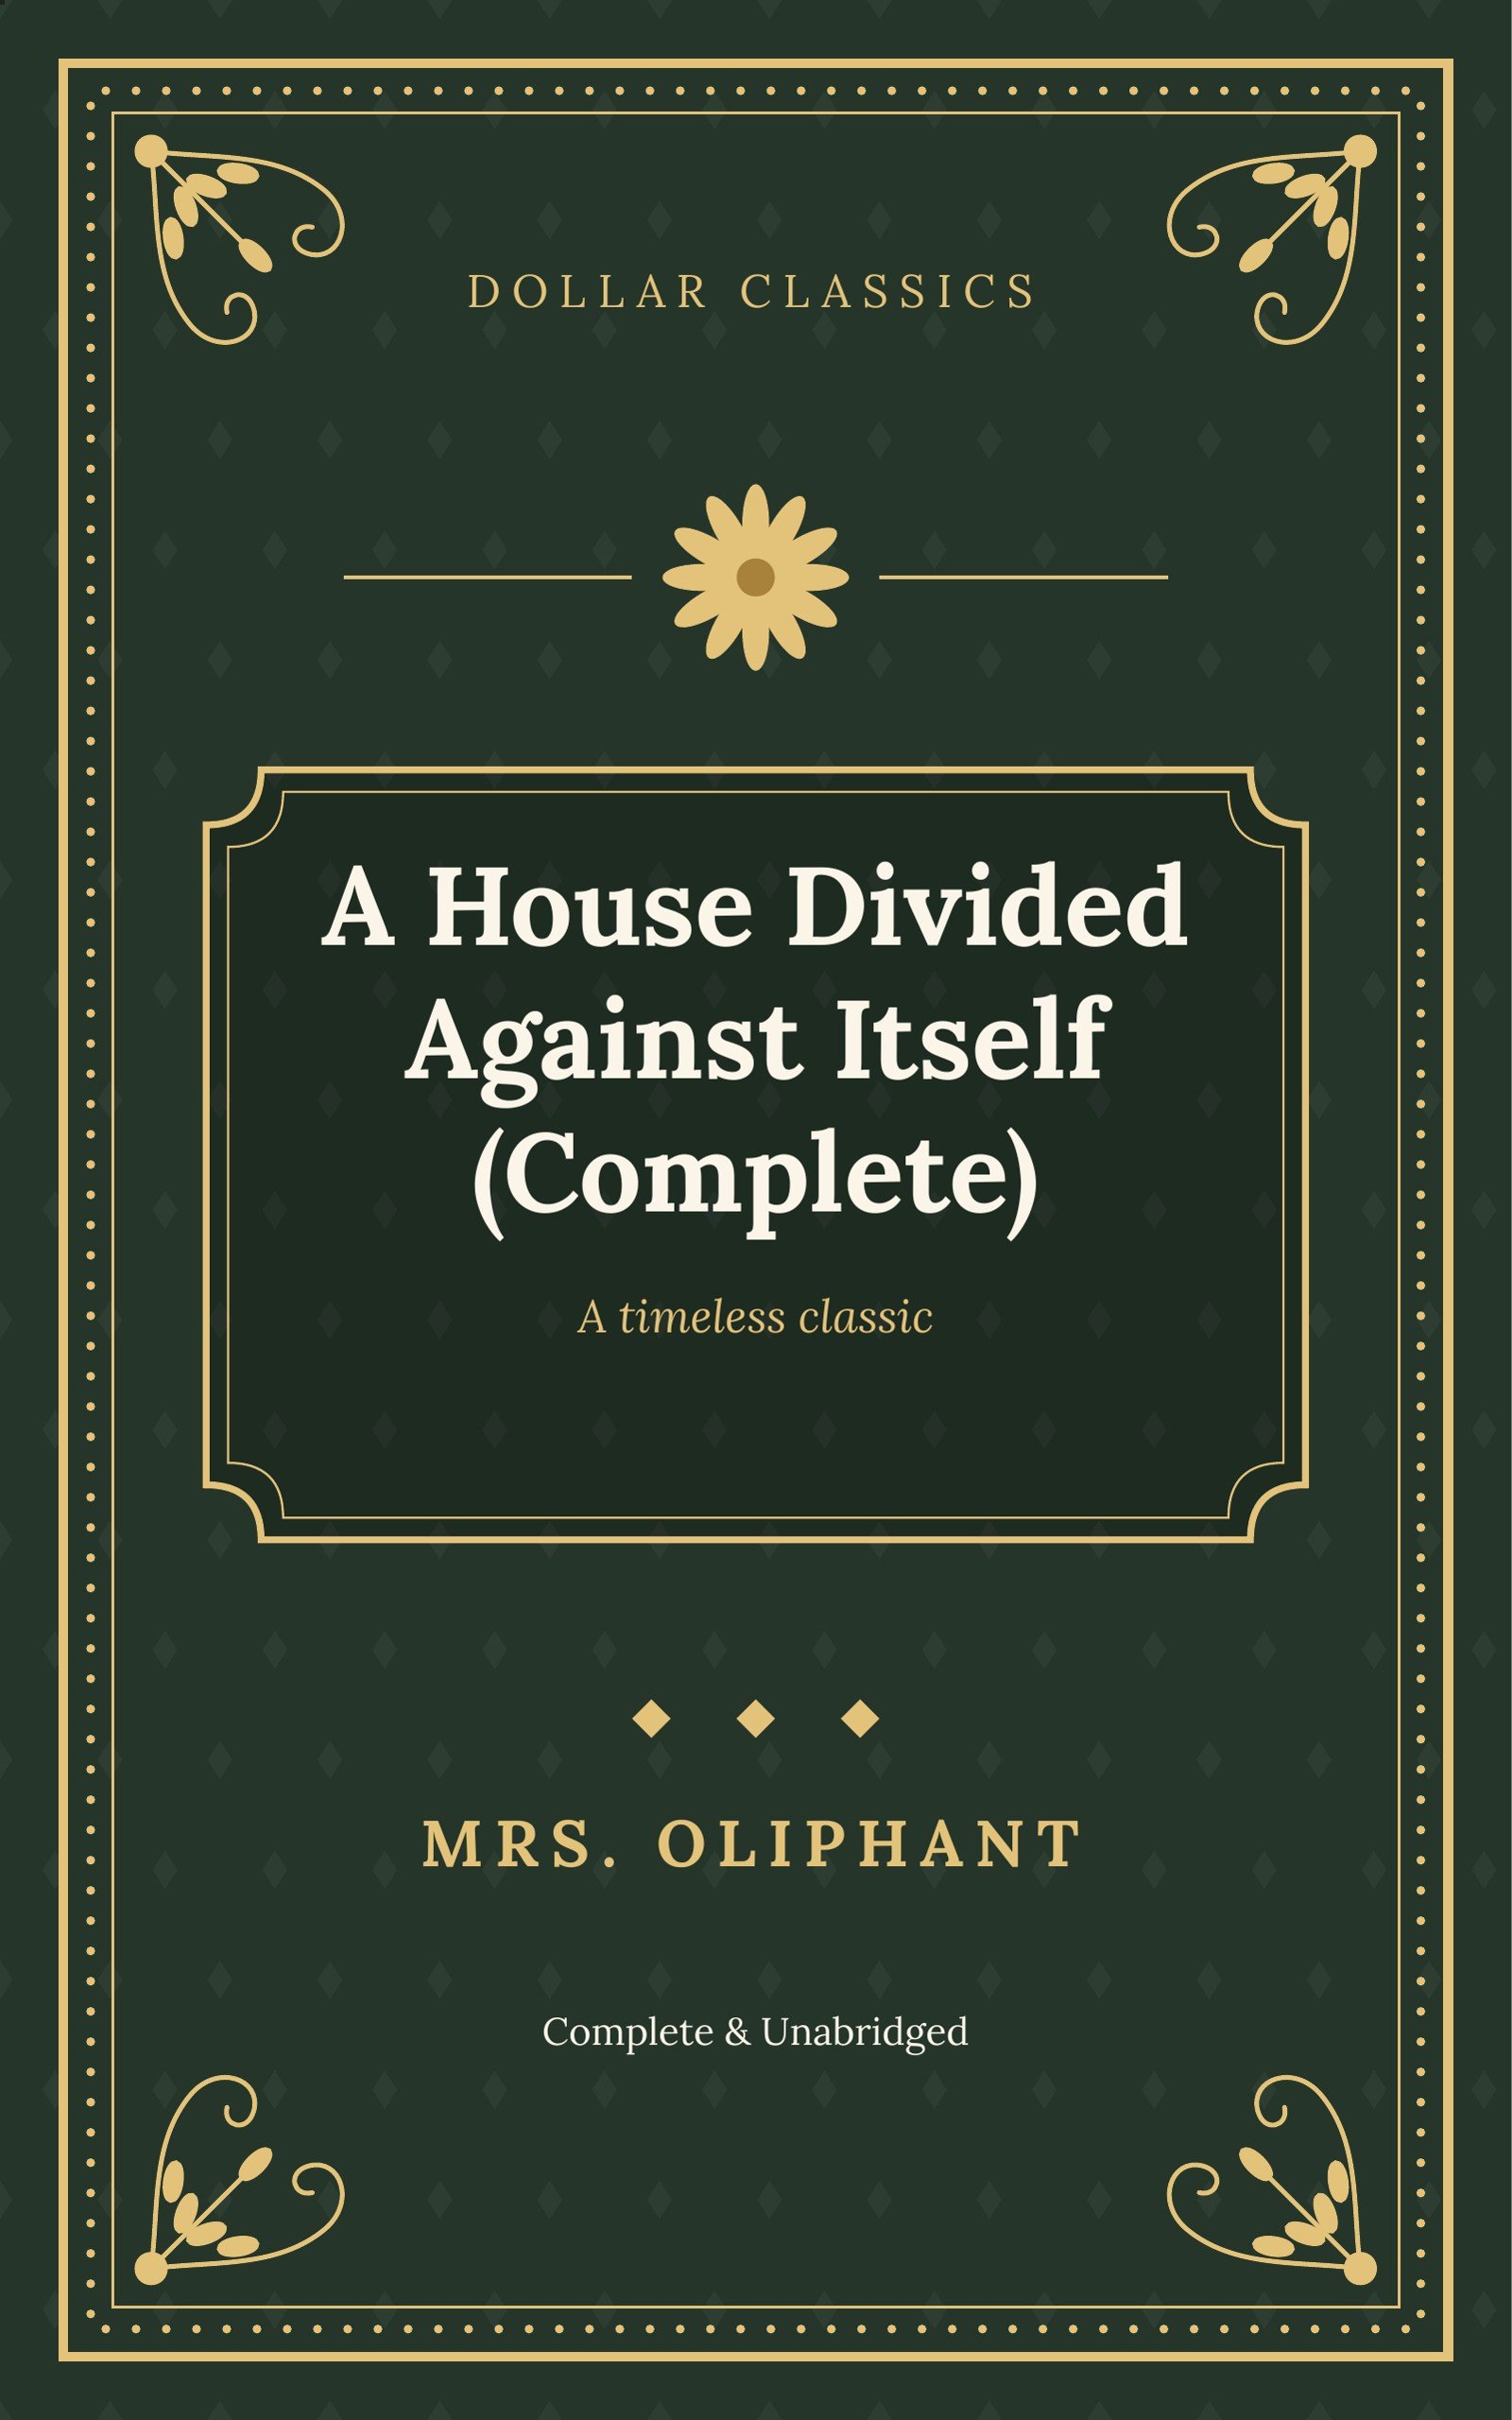 DOLLAR CLASSICS
A House Divided
Against Itself
(Complete)
A timeless classic
MRS. OLIPHANT
Complete & Unabridged